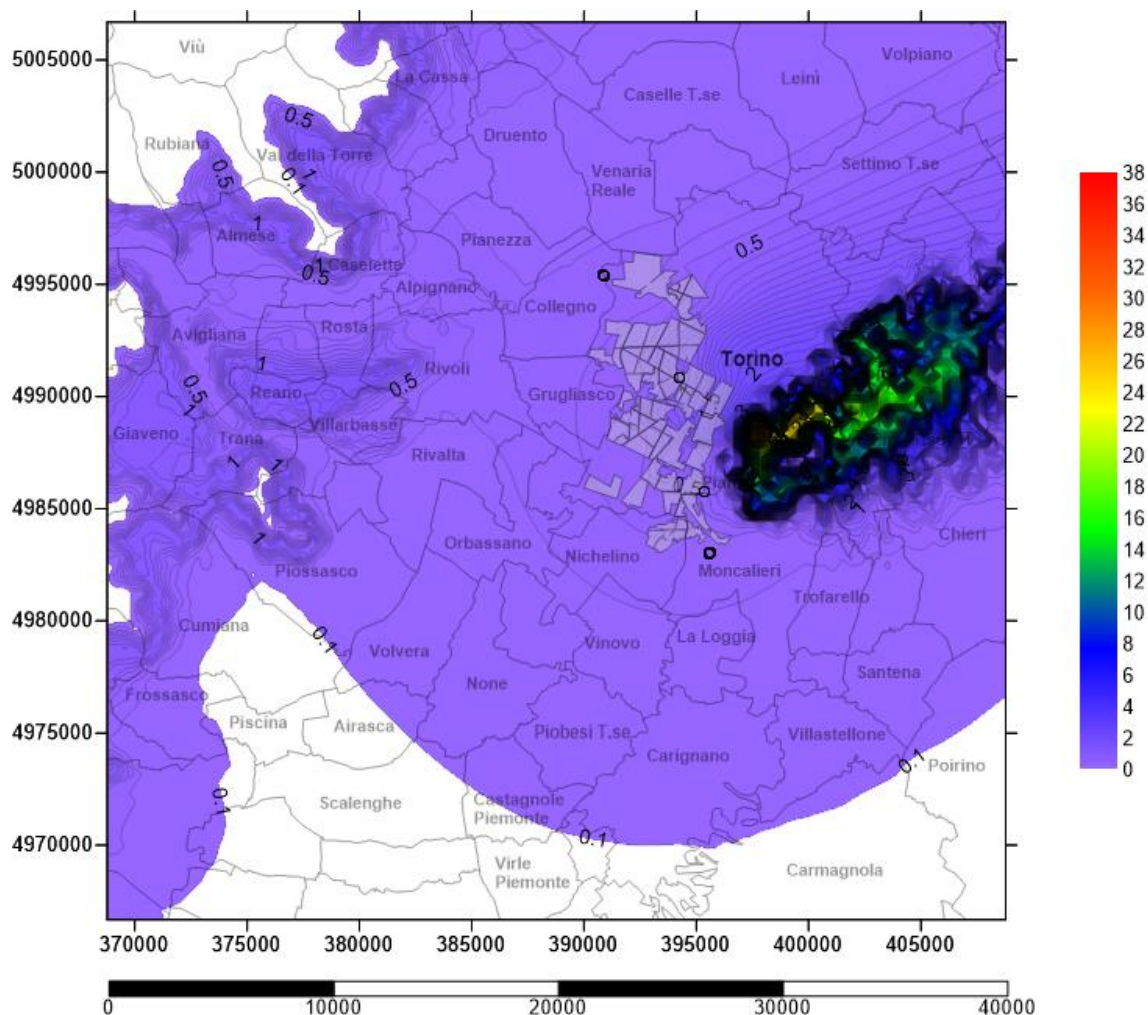 5005000
5000000
4995000
4990000
4985000
4980000
4975000
4970000
Viù
La Cassa
Caselle T.se
Leinì
Volpiano
Rubiana
0.5
Val della Torre
Druento
Venaria
Reale
Settimo T.se
0.5
1
0.1
Almese
1
Pianezza
0.5
1
Caselette
0.5
Alpignano
Collegno
Avigliana
Rosta
Torino
1
Rivoli
2
0.5
Reano
0.5
Grugliasco
1
Giaveno
Trana
Villarbasse
Rivalta
1
1
1
Orbassano
Nichelino
Moncalieri
Chieri
Piossasco
Trofarello
Cumiana
0.1
Volvera
Vinovo
La Loggia
Frossasco
None
Santena
Piscina
Airasca
Piobesi T.se
Carignano
Villastellone
0.1
Poirino
0.1
Scalenghe
Castagnole
Piemonte
0.1
Virle
Piemonte
Carmagnola
370000 375000 380000 385000 390000 395000 400000 405000
0 10000 20000 30000 40000
38
36
34
32
30
28
26
24
22
20
18
16
14
12
10
8
6
4
2
0